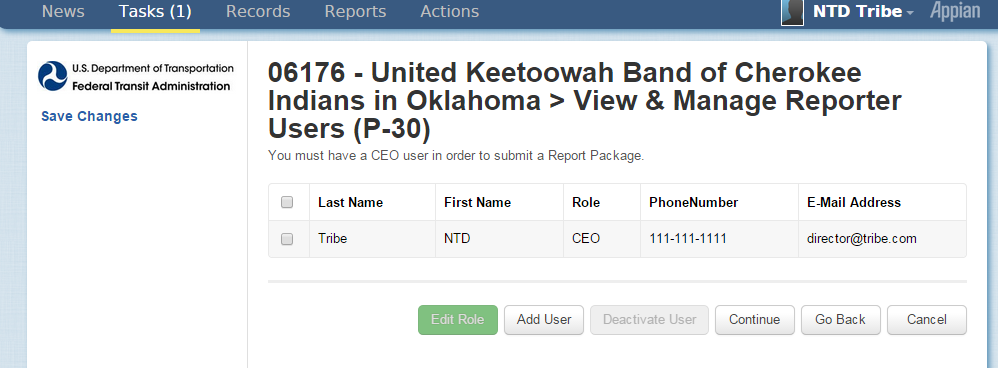 News Tasks (1) Records Reports Actions NTD Tribe Appian
U.S. Department of Transportation
Federal Transit Administration
Save Changes
06176 - United Keetoowah Band of Cherokee
Indians in Oklahoma > View & Manage Reporter
Users (P-30)
You must have a CEO user in order to submit a Report Package.
Last Name First Name Role PhoneNumber E-Mail Address
Tribe NTD CEO 111-111-1111 director@tribe.com
Edit Role Add User Deactivate User Continue Go Back Cancel